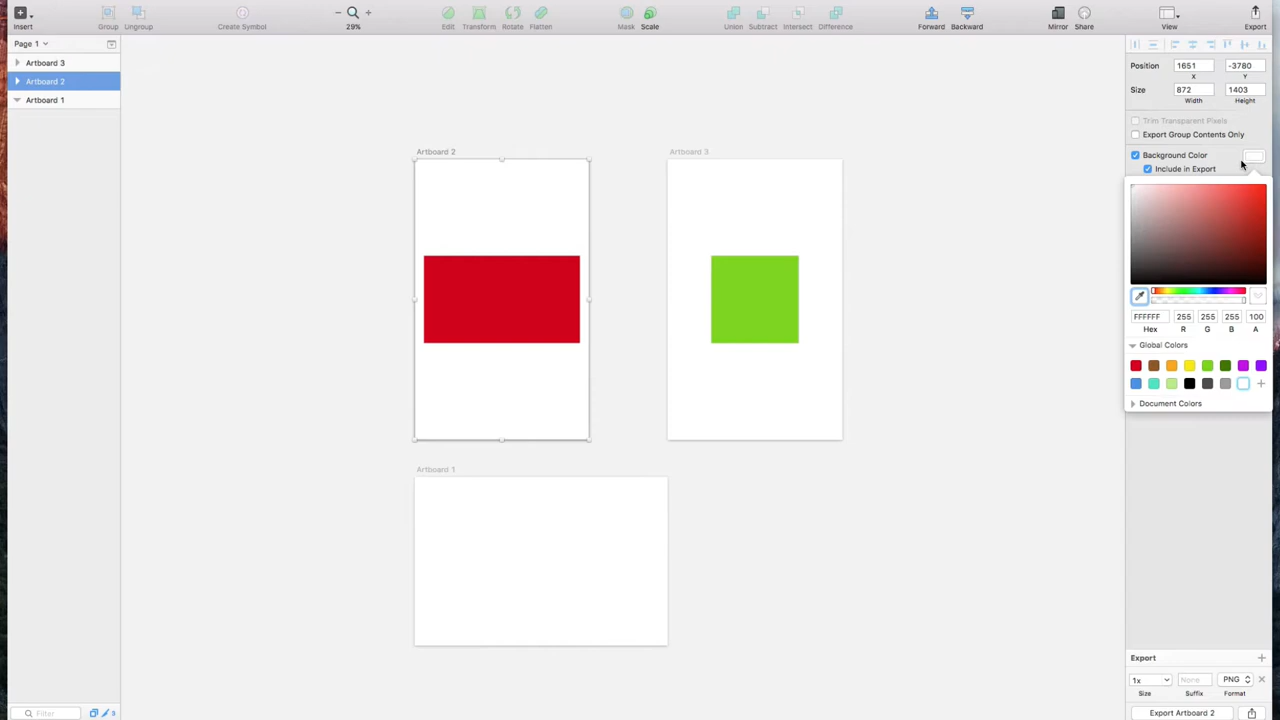 Insert
Group
Ungroup
Create Symbol
29%
Edit
Transform
Rotate
Flatten
Mask
Scale
Union
Subtract
Intersect
Difference
Forward
Backward
Mirror
Share
View
Export
Page 1
Artboard 3
Artboard 2
Artboard 1
Artboard 2
Artboard 3
Artboard 1
Position 1651 -3780
X Y
Size 872 1403
Width Height
Trim Transparent Pixels
Export Group Contents Only
Background Color
Include in Export
FFFFFF 255 255 255 100
Hex R G B A
Global Colors
Document Colors
Export
1x None PNG
Size Suffix Format
Export Artboard 2
Filter
3